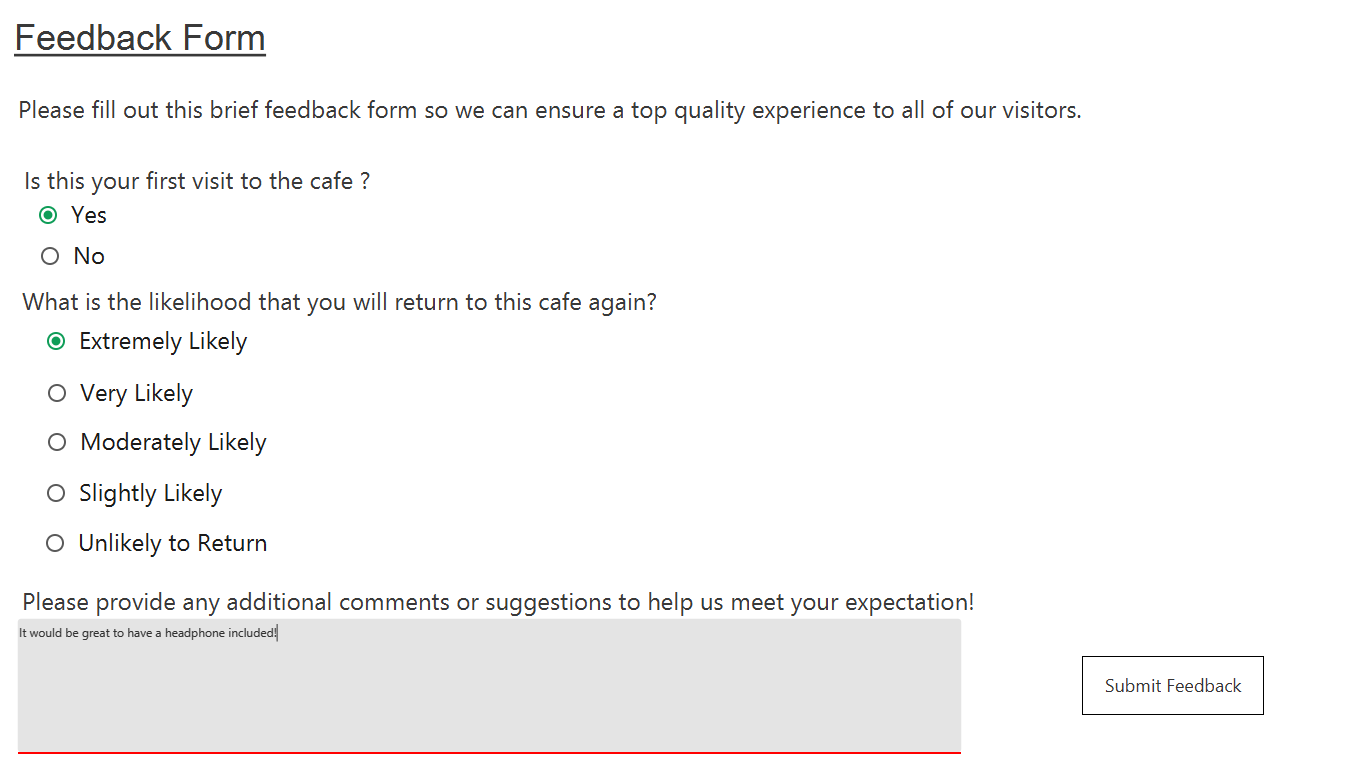 Feedback Form
Please fill out this brief feedback form so we can ensure a top quality experience to all of our visitors.
Is this your first visit to the cafe ?
Yes
No
What is the likelihood that you will return to this cafe again?
Extremely Likely
Very Likely
Moderately Likely
Slightly Likely
Unlikely to Return
Please provide any additional comments or suggestions to help us meet your expectation!
It would be great to have a headphone included!
Submit Feedback